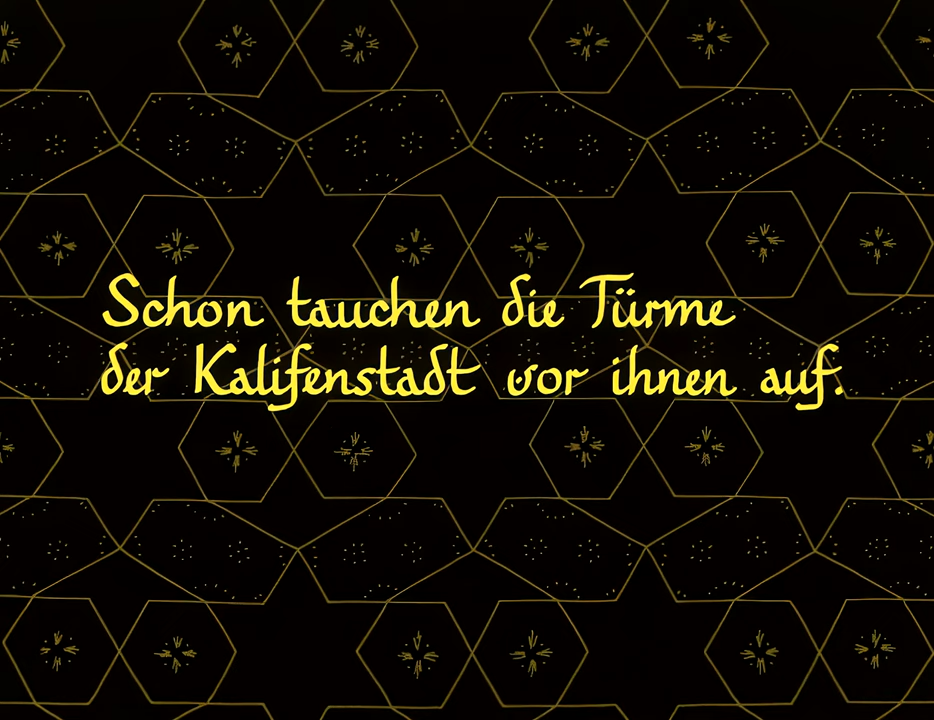 Schon tauchen die Türme
der Kalifenstadt vor ihnen auf.